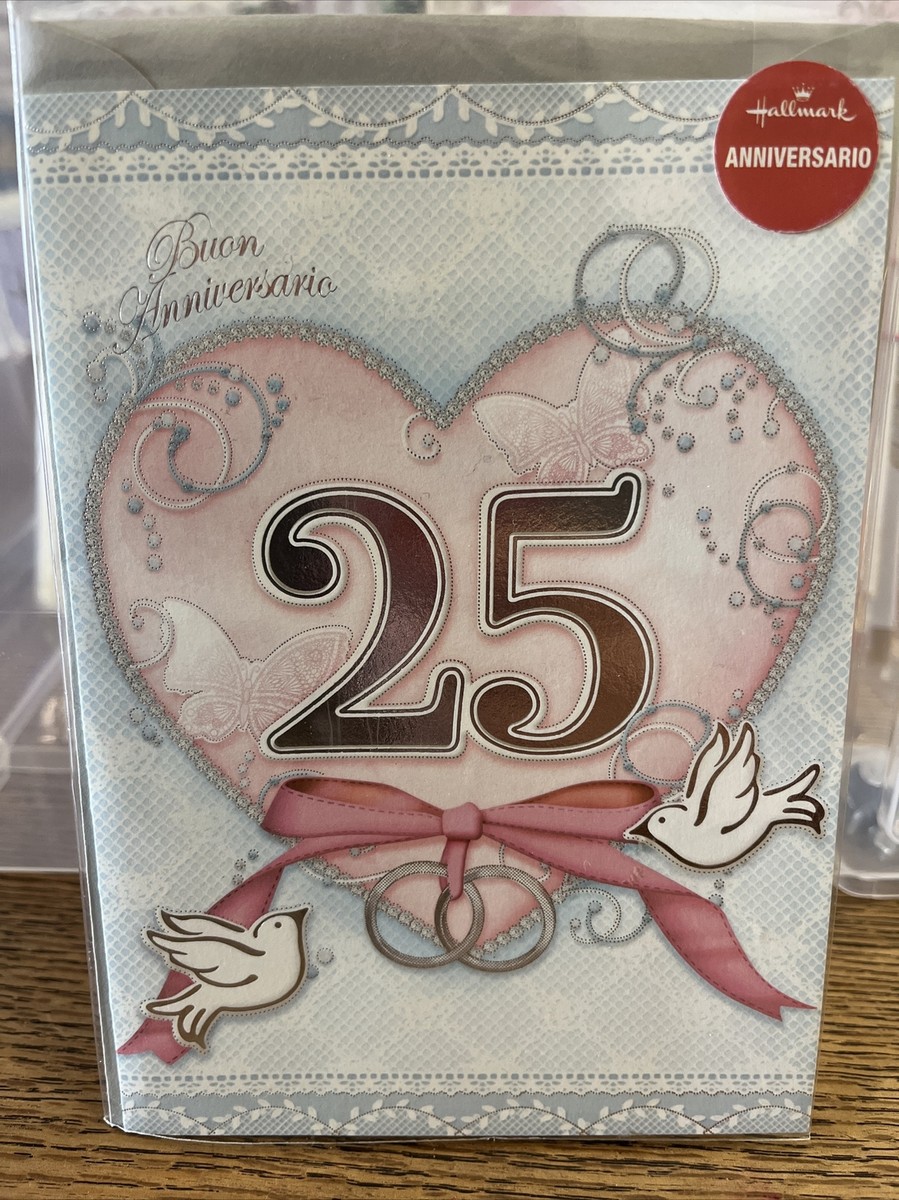 Hallmark
ANNIVERSARIO
Buon
Anniversario
25